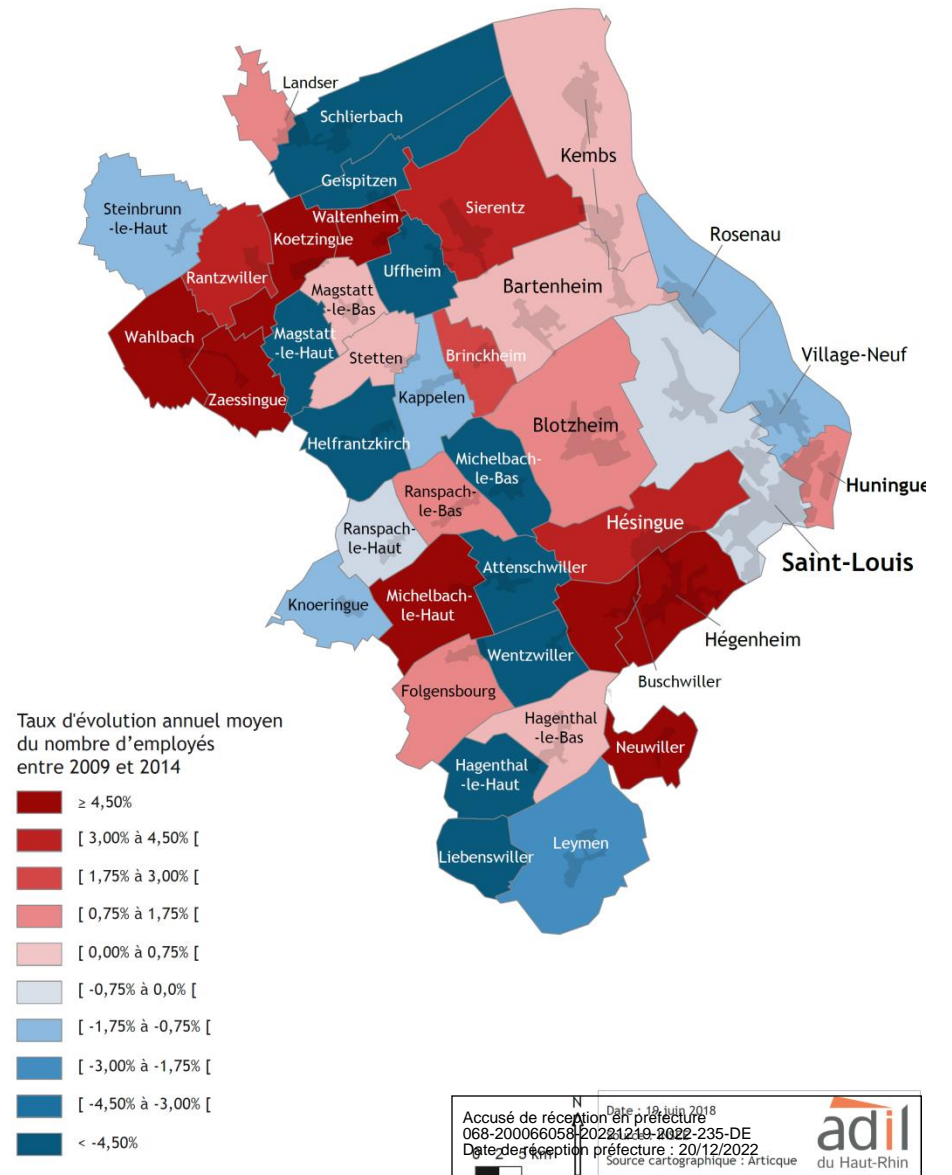 Landser
Schlierbach
Kembs
Geispitzen
Steinbrunn
-le-Haut
Waltenheim
Sierentz
Koetzingue
Rosenau
Uffheim
Rantzwiller
Bartenheim
Magstatt
-le-Bas
Wahlbach
Magstatt
-le-Haut
Stetten
Brinckheim
Village-Neuf
Zaessingue
Kappelen
Blotzheim
Helfrantzkirch
Michelbach-
le-Bas
Huningue
Ranspach-
le-Bas
Hésingue
Ranspach-
le-Haut
Saint-Louis
Attenschwiller
Knoeringue
Michelbach-
le-Haut
Hégenheim
Wentzwiller
Buschwiller
Folgensbourg
Hagenthal
-le-Bas
Neuwiller
Hagenthal
-le-Haut
Leymen
Liebenswiller
Taux d'évolution annuel moyen
du nombre d’employés
entre 2009 et 2014
≥ 4,50%
[ 3,00% à 4,50% [
[ 1,75% à 3,00% [
[ 0,75% à 1,75% [
[ 0,00% à 0,75% [
[ -0,75% à 0,0% [
[ -1,75% à -0,75% [
[ -3,00% à -1,75% [
[ -4,50% à -3,00% [
< -4,50%
N
Date : 19 juin 2018
Accusé de réception en préfecture
068-200066058-20221219-2022-235-DE
Date de réception préfecture : 20/12/2022
Source cartographique : Articque
adil
du Haut-Rhin